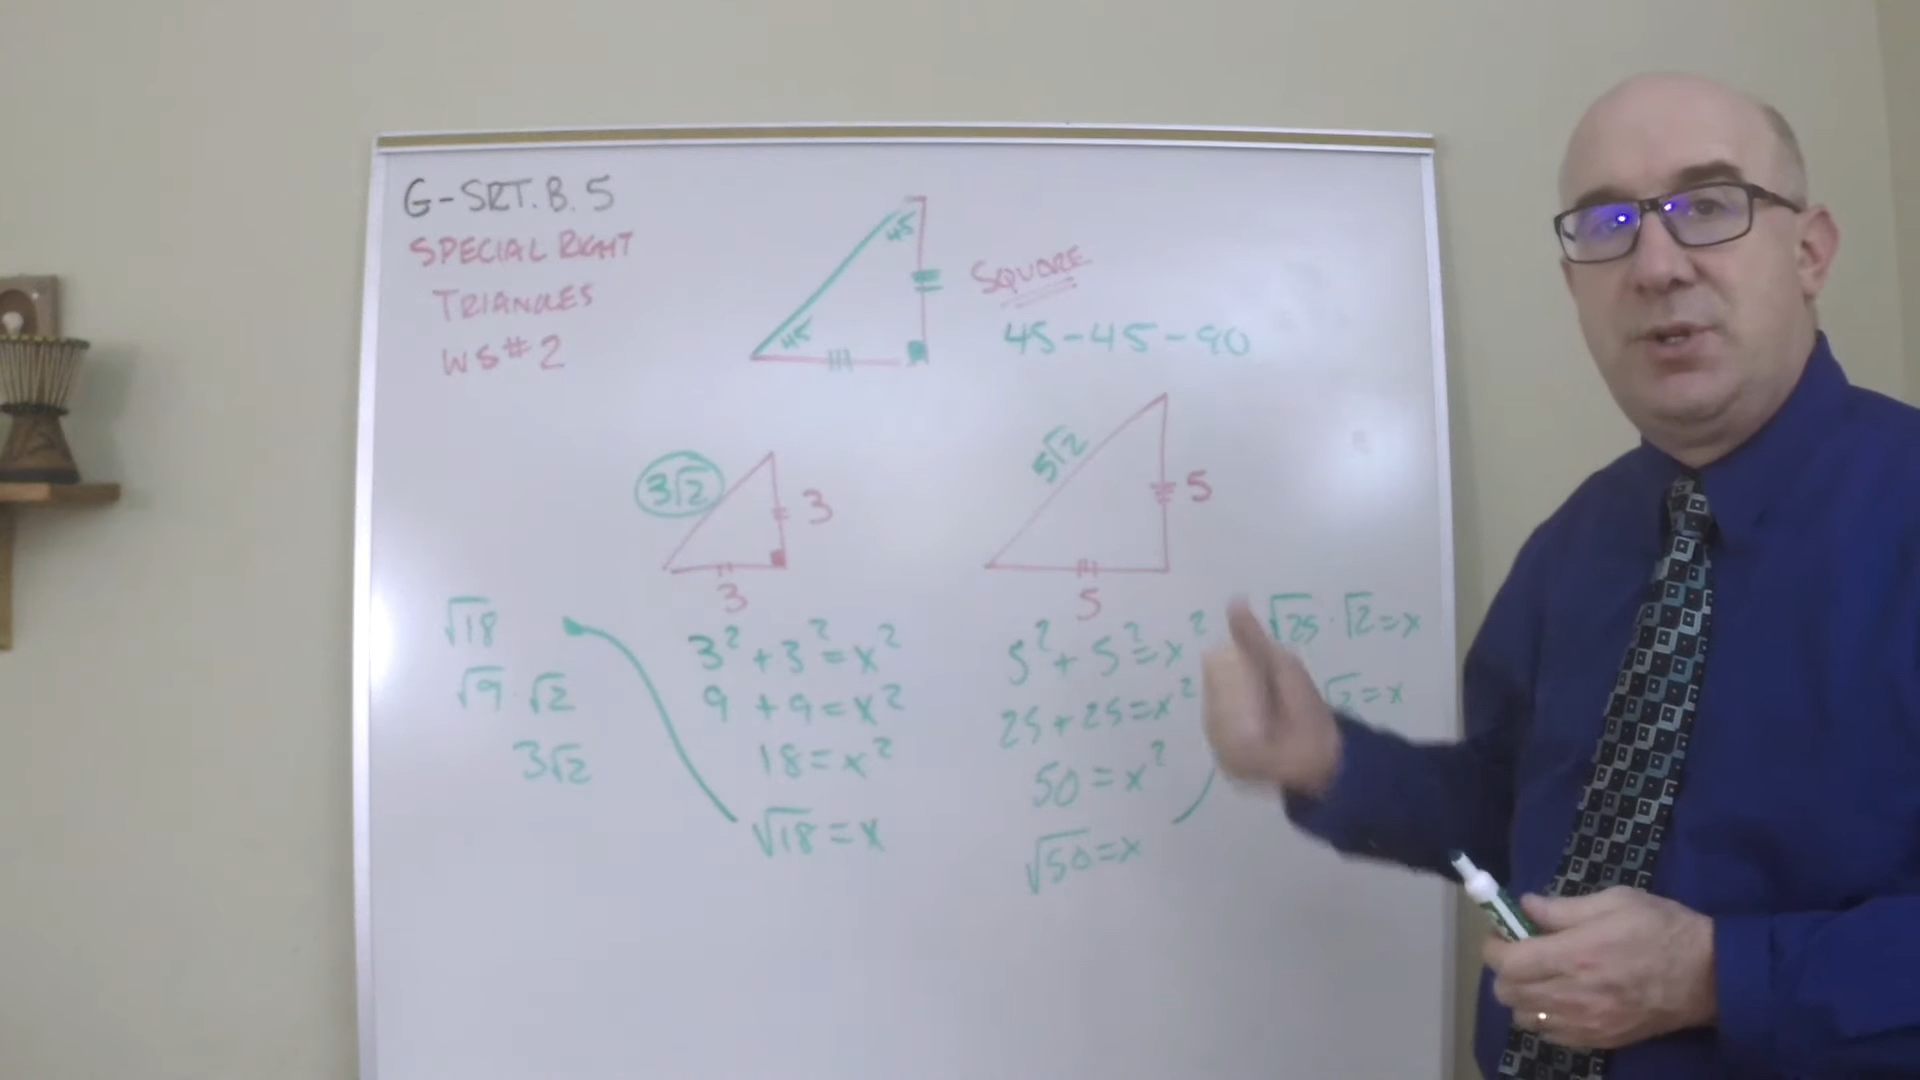 G-SRT.B.5
SPECIAL RIGHT
TRIANGLES
WS#2
45
45
SQUARE
45-45-90
3√2
3
3
5√2
5
5
√18
√9 · √2
3√2
3² + 3² = x²
9 + 9 = x²
18 = x²
√18 = x
5² + 5² = x²
25 + 25 = x²
50 = x²
√50 = x
√25 · √2 = x
√2 = x